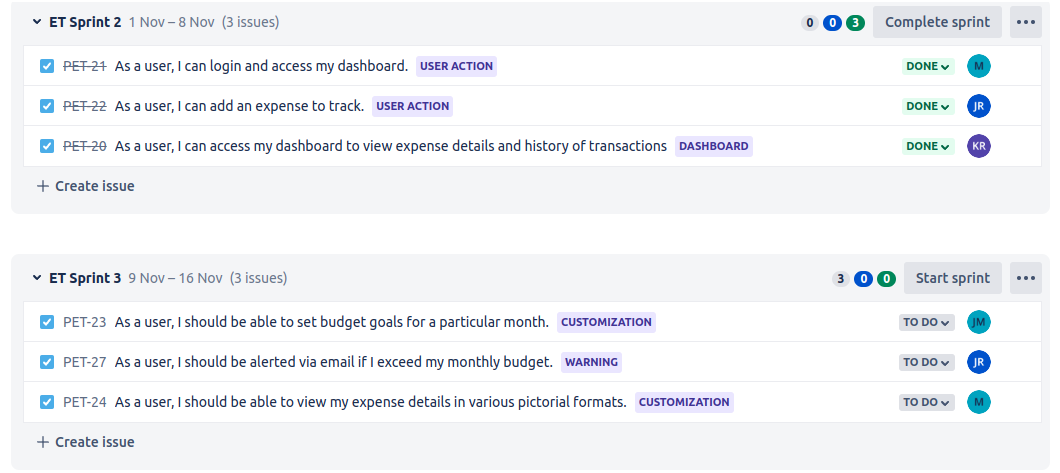 ET Sprint 2 1 Nov – 8 Nov (3 issues) 0 0 3 Complete sprint
PET-21 As a user, I can login and access my dashboard. USER ACTION DONE M
PET-22 As a user, I can add an expense to track. USER ACTION DONE JR
PET-20 As a user, I can access my dashboard to view expense details and history of transactions DASHBOARD DONE KR
+ Create issue
ET Sprint 3 9 Nov – 16 Nov (3 issues) 3 0 0 Start sprint
PET-23 As a user, I should be able to set budget goals for a particular month. CUSTOMIZATION TO DO JM
PET-27 As a user, I should be alerted via email if I exceed my monthly budget. WARNING TO DO JR
PET-24 As a user, I should be able to view my expense details in various pictorial formats. CUSTOMIZATION TO DO M
+ Create issue